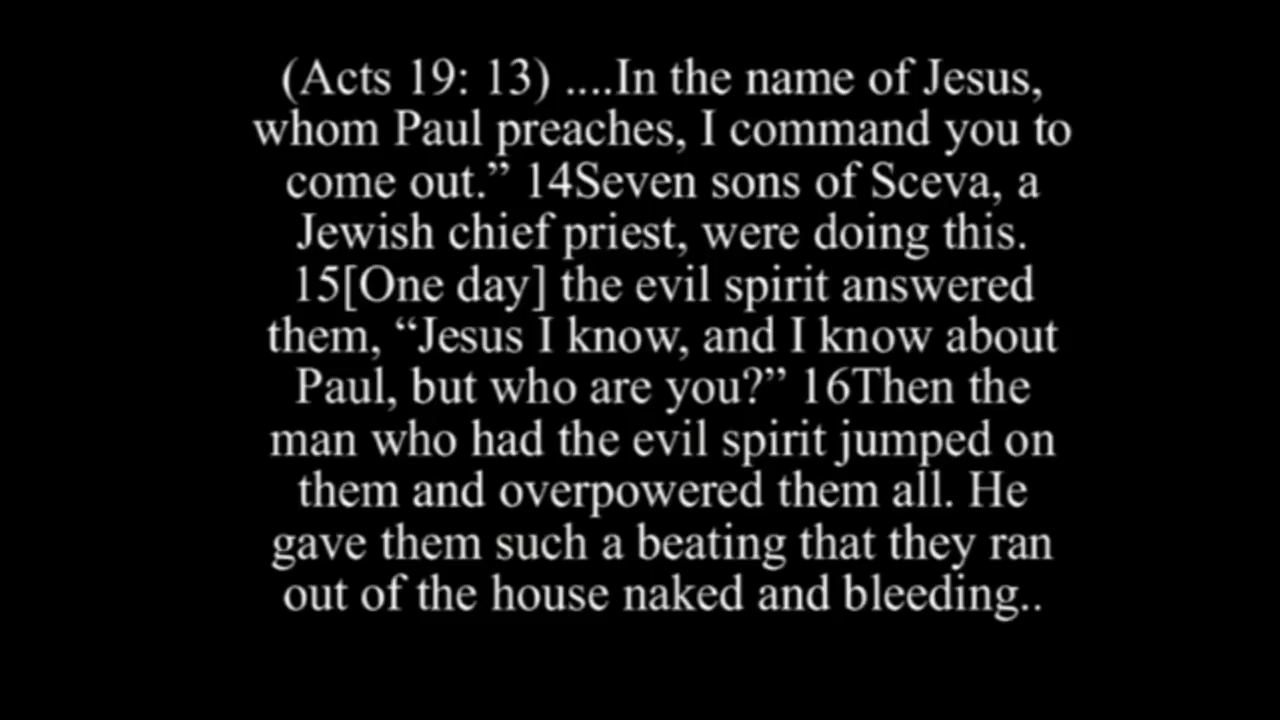 (Acts 19: 13) ....In the name of Jesus,
whom Paul preaches, I command you to
come out.” 14Seven sons of Sceva, a
Jewish chief priest, were doing this.
15[One day] the evil spirit answered
them, “Jesus I know, and I know about
Paul, but who are you?” 16Then the
man who had the evil spirit jumped on
them and overpowered them all. He
gave them such a beating that they ran
out of the house naked and bleeding..